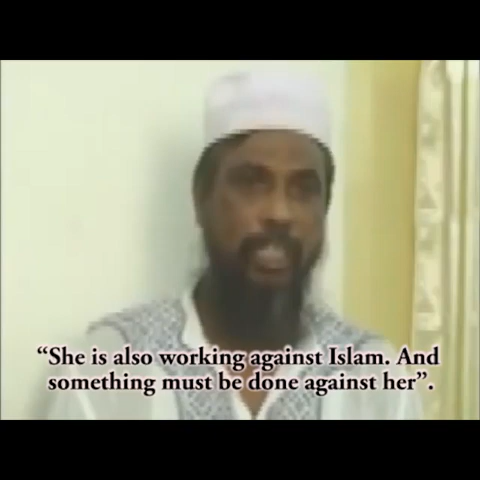 “She is also working against Islam. And
something must be done against her”.